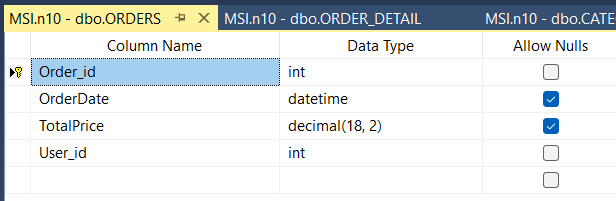 MSI.n10 - dbo.ORDERS MSI.n10 - dbo.ORDER_DETAIL MSI.n10 - dbo.CATE
Column Name Data Type Allow Nulls
Order_id int
OrderDate datetime
TotalPrice decimal(18, 2)
User_id int